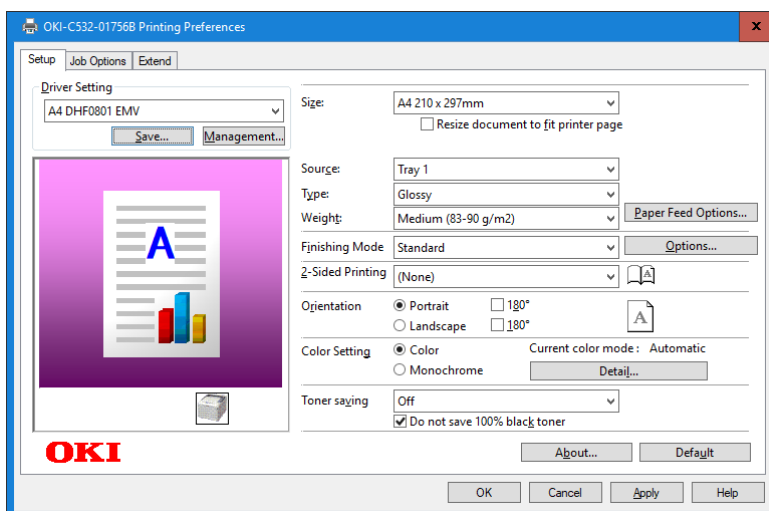 OKI-C532-01756B Printing Preferences
x
Setup Job Options Extend
Driver Setting
A4 DHF0801 EMV
Save... Management...
A
Size: A4 210 x 297mm
Resize document to fit printer page
Source: Tray 1
Type: Glossy
Weight: Medium (83-90 g/m2) Paper Feed Options...
Finishing Mode Standard Options...
2-Sided Printing (None) A
Orientation Portrait 180°
Landscape 180° A
Color Setting Color Current color mode : Automatic
Monochrome Detail...
Toner saving Off
Do not save 100% black toner
OKI About... Default
OK Cancel Apply Help